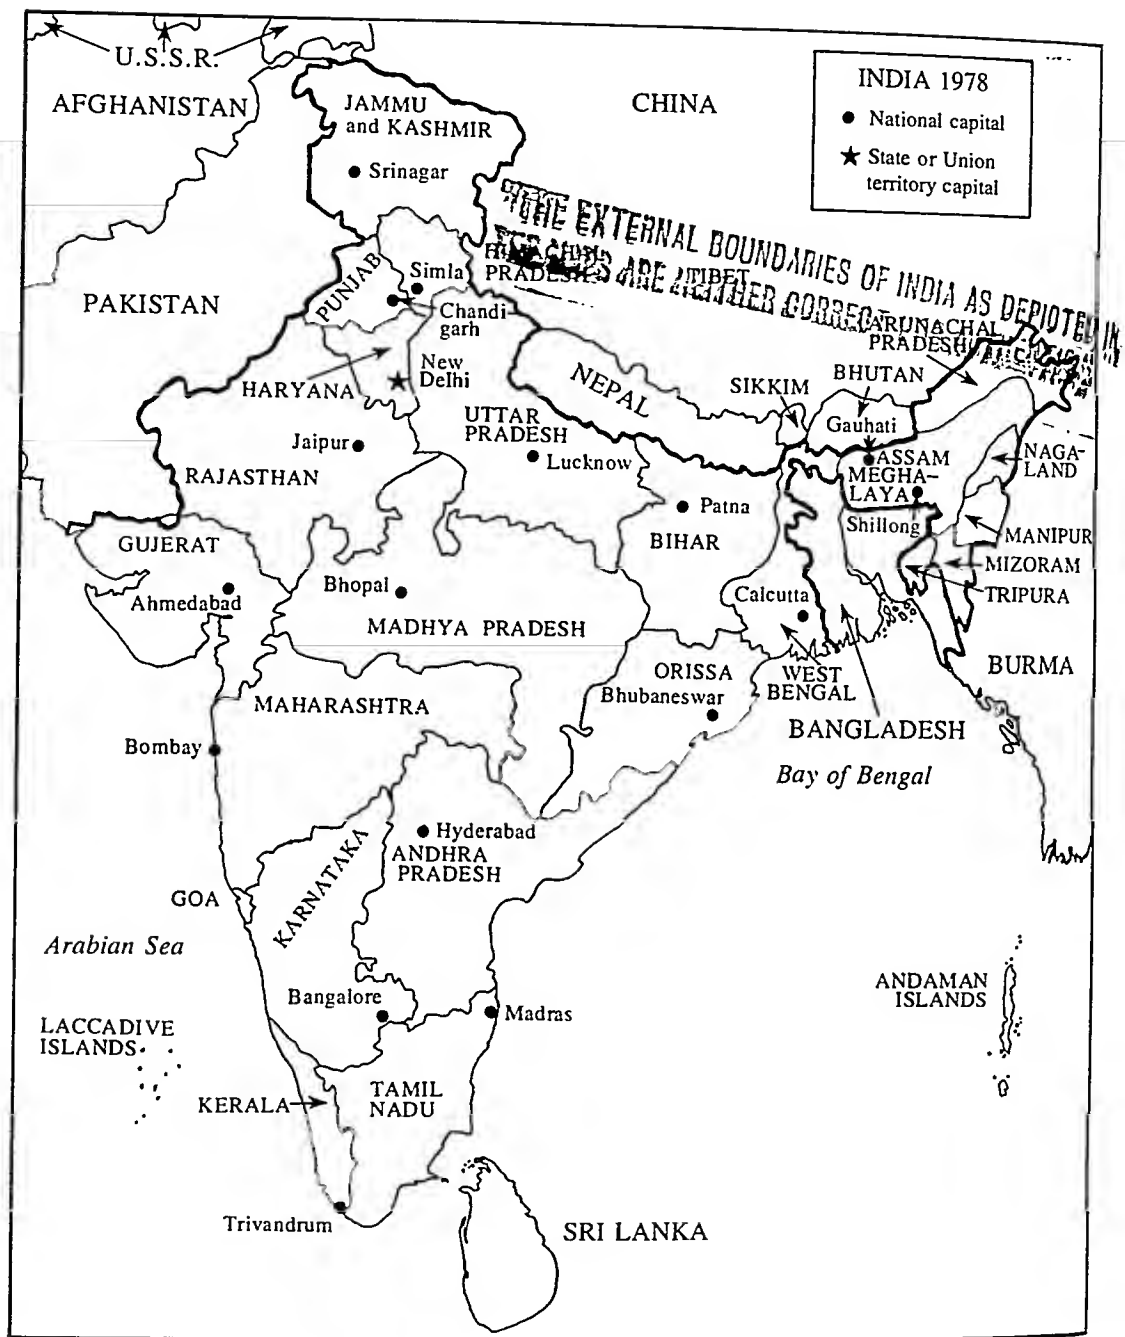 U.S.S.R.
AFGHANISTAN
JAMMU
and KASHMIR
Srinagar
CHINA
INDIA 1978
National capital
State or Union
territory capital
THE EXTERNAL BOUNDARIES OF INDIA AS DEPICTED IN
ARE NEITHER CORRECT
HIMACHAL
PRADESH
TIBET
PAKISTAN
PUNJAB
Simla
Chandi
garh
HARYANA
New
Delhi
NEPAL
SIKKIM
BHUTAN
ARUNACHAL
PRADESH
Gauhati
UTTAR
PRADESH
Jaipur
Lucknow
RAJASTHAN
ASSAM
MEGHA-
LAYA
NAGA-
LAND
Patna
Shillong
BIHAR
MANIPUR
GUJERAT
MIZORAM
TRIPURA
Bhopal
Ahmedabad
Calcutta
MADHYA PRADESH
ORISSA
Bhubaneswar
WEST
BENGAL
BURMA
MAHARASHTRA
BANGLADESH
Bombay
Bay of Bengal
Hyderabad
ANDHRA
PRADESH
KARNATAKA
GOA
Arabian Sea
ANDAMAN
ISLANDS
Bangalore
Madras
LACCADIVE
ISLANDS
KERALA
TAMIL
NADU
Trivandrum
SRI LANKA